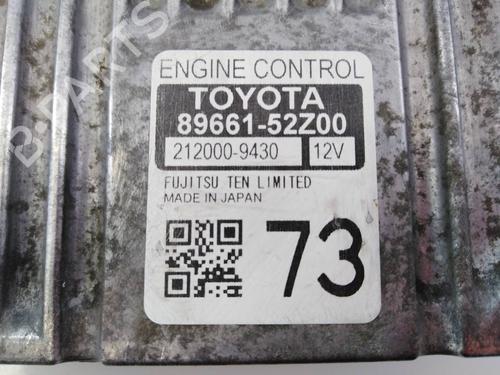 B-PARTS
ENGINE CONTROL
TOYOTA
89661-52Z00
212000-9430 12V
FUJITSU TEN LIMITED
MADE IN JAPAN
73